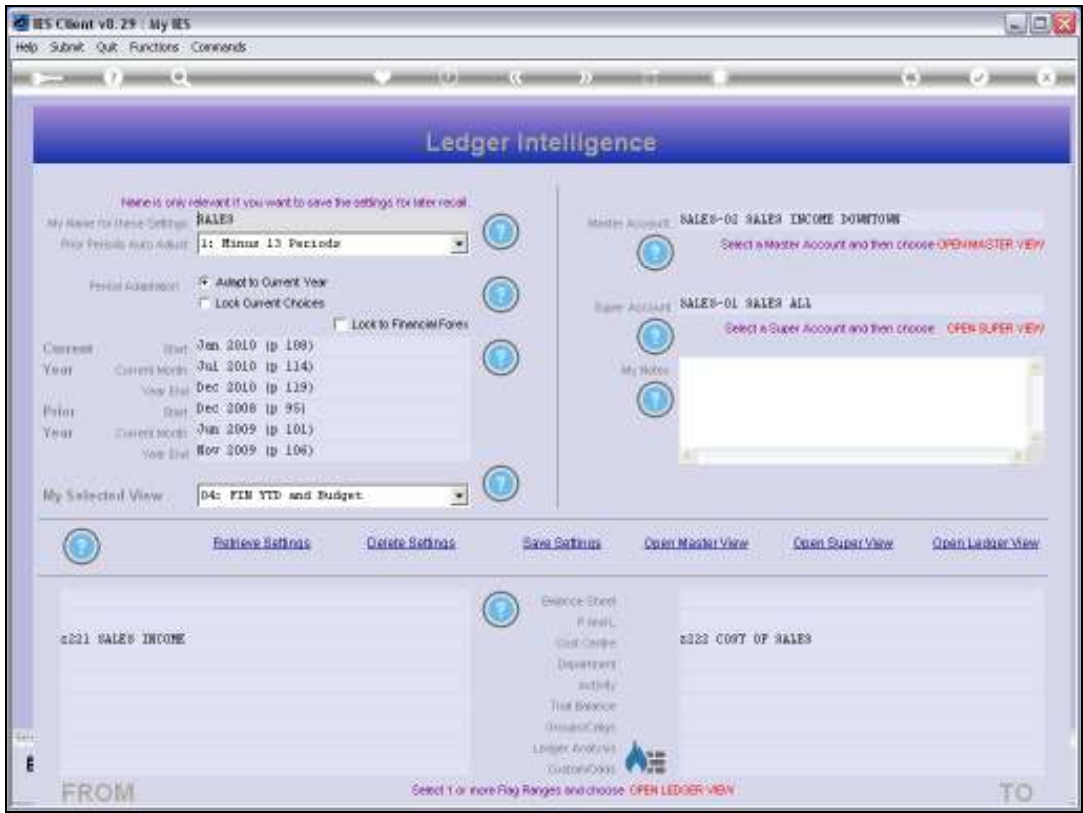 IES Client v8.29 : My IES
Help Submit Quit Functions Commands
Ledger Intelligence
Name is only relevant if you want to save the settings for later recall.
My Name for these Settings SALES
Prior Periods Auto Adjust 1: Minus 13 Periods
Period Adaptation Adapt to Current Year
Lock Current Choices
Lock to Financial Forex
Current Start Jan 2010 (p 108)
Year Current Month Jul 2010 (p 114)
Year End Dec 2010 (p 119)
Prior Start Dec 2008 (p 95)
Year Current Month Jun 2009 (p 101)
Year End Nov 2009 (p 106)
My Selected View 04: FIN YTD and Budget
Master Account SALES-02 SALES INCOME DOWNTOWN
Select a Master Account and then choose OPEN MASTER VIEW
Super Account SALES-01 SALES ALL
Select a Super Account and then choose OPEN SUPER VIEW
My Notes
Retrieve Settings Delete Settings Save Settings Open Master View Open Super View Open Ledger View
Balance Sheet
P and L
z221 SALES INCOME Cost Centre z222 COST OF SALES
Department
Activity
Trial Balance
Ledger Analysis
FROM Select 1 or more Flag Ranges and choose OPEN LEDGER VIEW TO